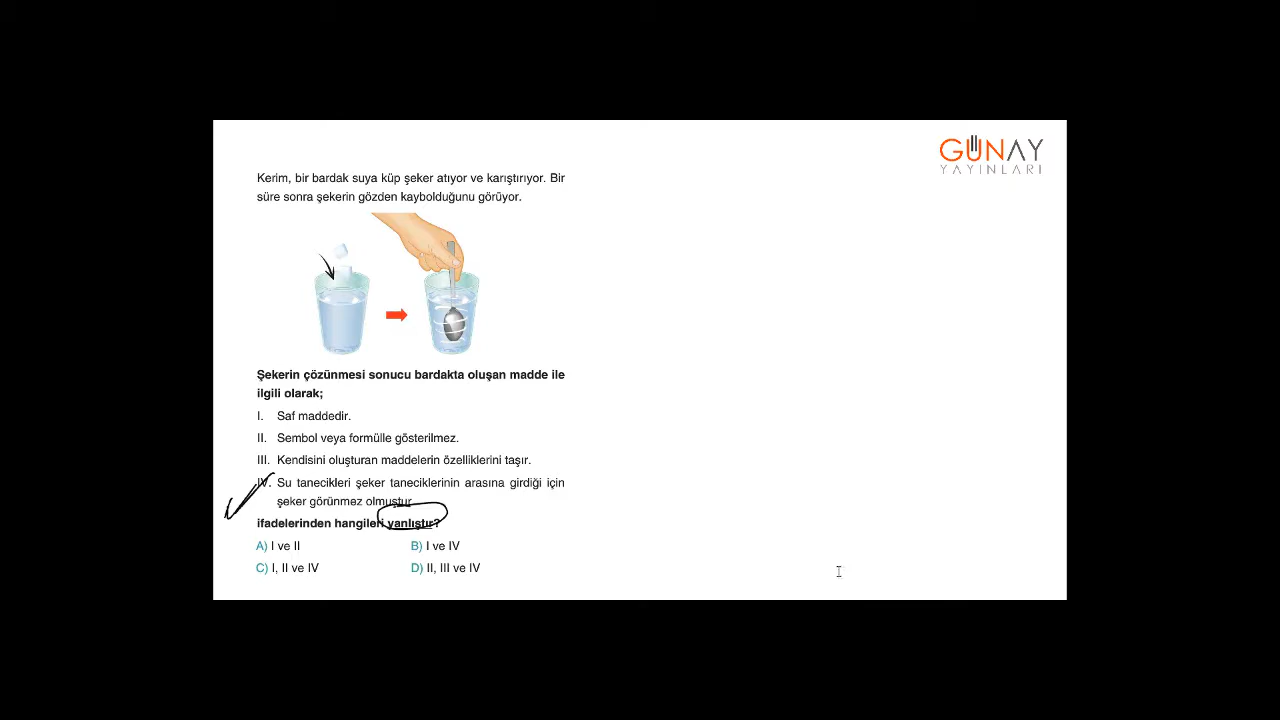 GÜNAY
YAYINLARI
Kerim, bir bardak suya küp şeker atıyor ve karıştırıyor. Bir
süre sonra şekerin gözden kaybolduğunu görüyor.
Şekerin çözünmesi sonucu bardakta oluşan madde ile
ilgili olarak;
I. Saf maddedir.
II. Sembol veya formülle gösterilmez.
III. Kendisini oluşturan maddelerin özelliklerini taşır.
IV. Su tanecikleri şeker taneciklerinin arasına girdiği için
şeker görünmez olmuştur.
ifadelerinden hangileri yanlıştır?
A) I ve II
B) I ve IV
C) I, II ve IV
D) II, III ve IV